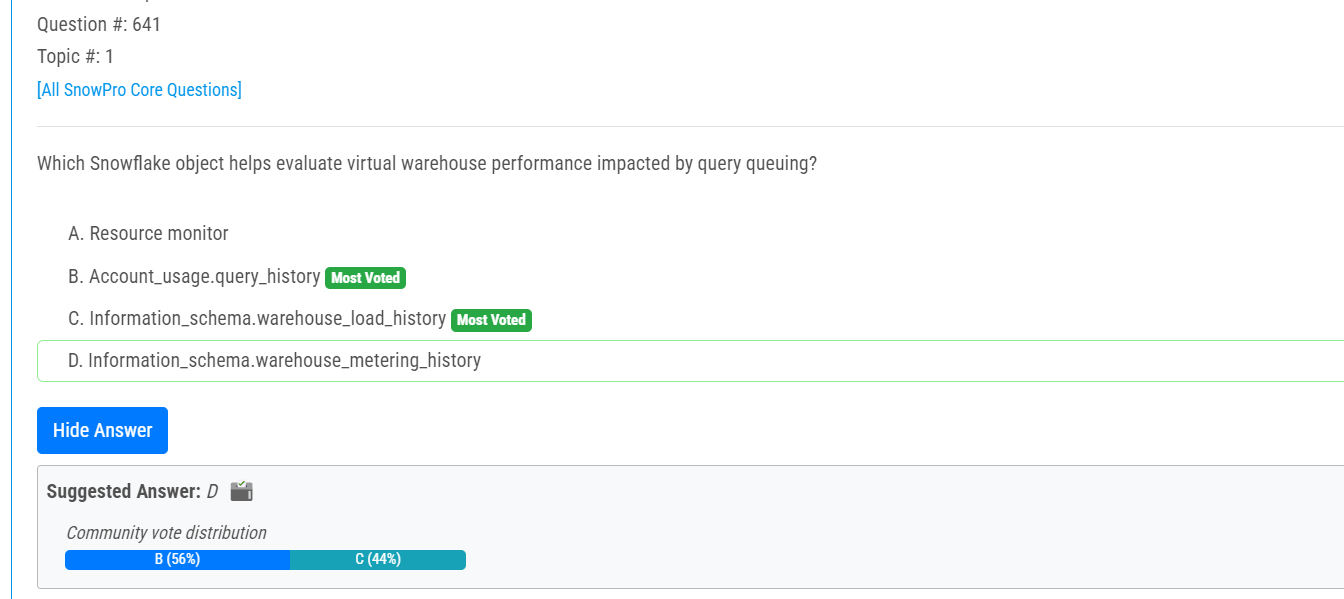 Question #: 641
Topic #: 1
[All SnowPro Core Questions]
Which Snowflake object helps evaluate virtual warehouse performance impacted by query queuing?
A. Resource monitor
B. Account_usage.query_history Most Voted
C. Information_schema.warehouse_load_history Most Voted
D. Information_schema.warehouse_metering_history
Hide Answer
Suggested Answer: D
Community vote distribution
B (56%) C (44%)